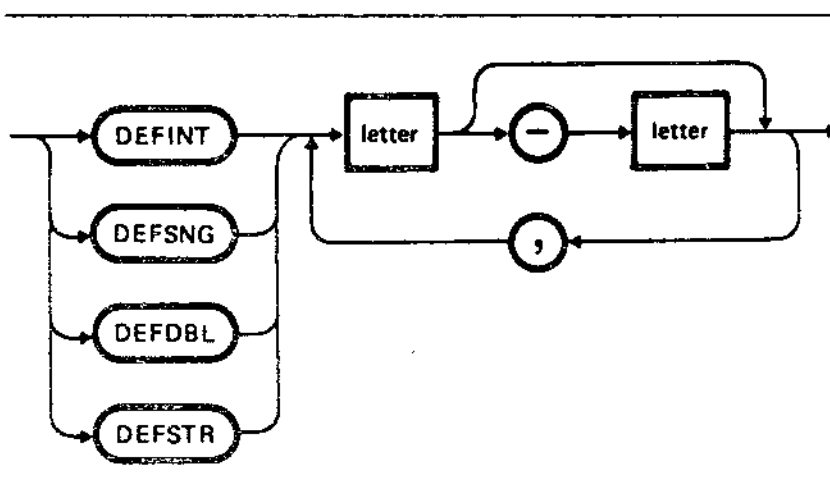 DEFINT letter - letter
DEFSNG ,
DEFDBL
DEFSTR